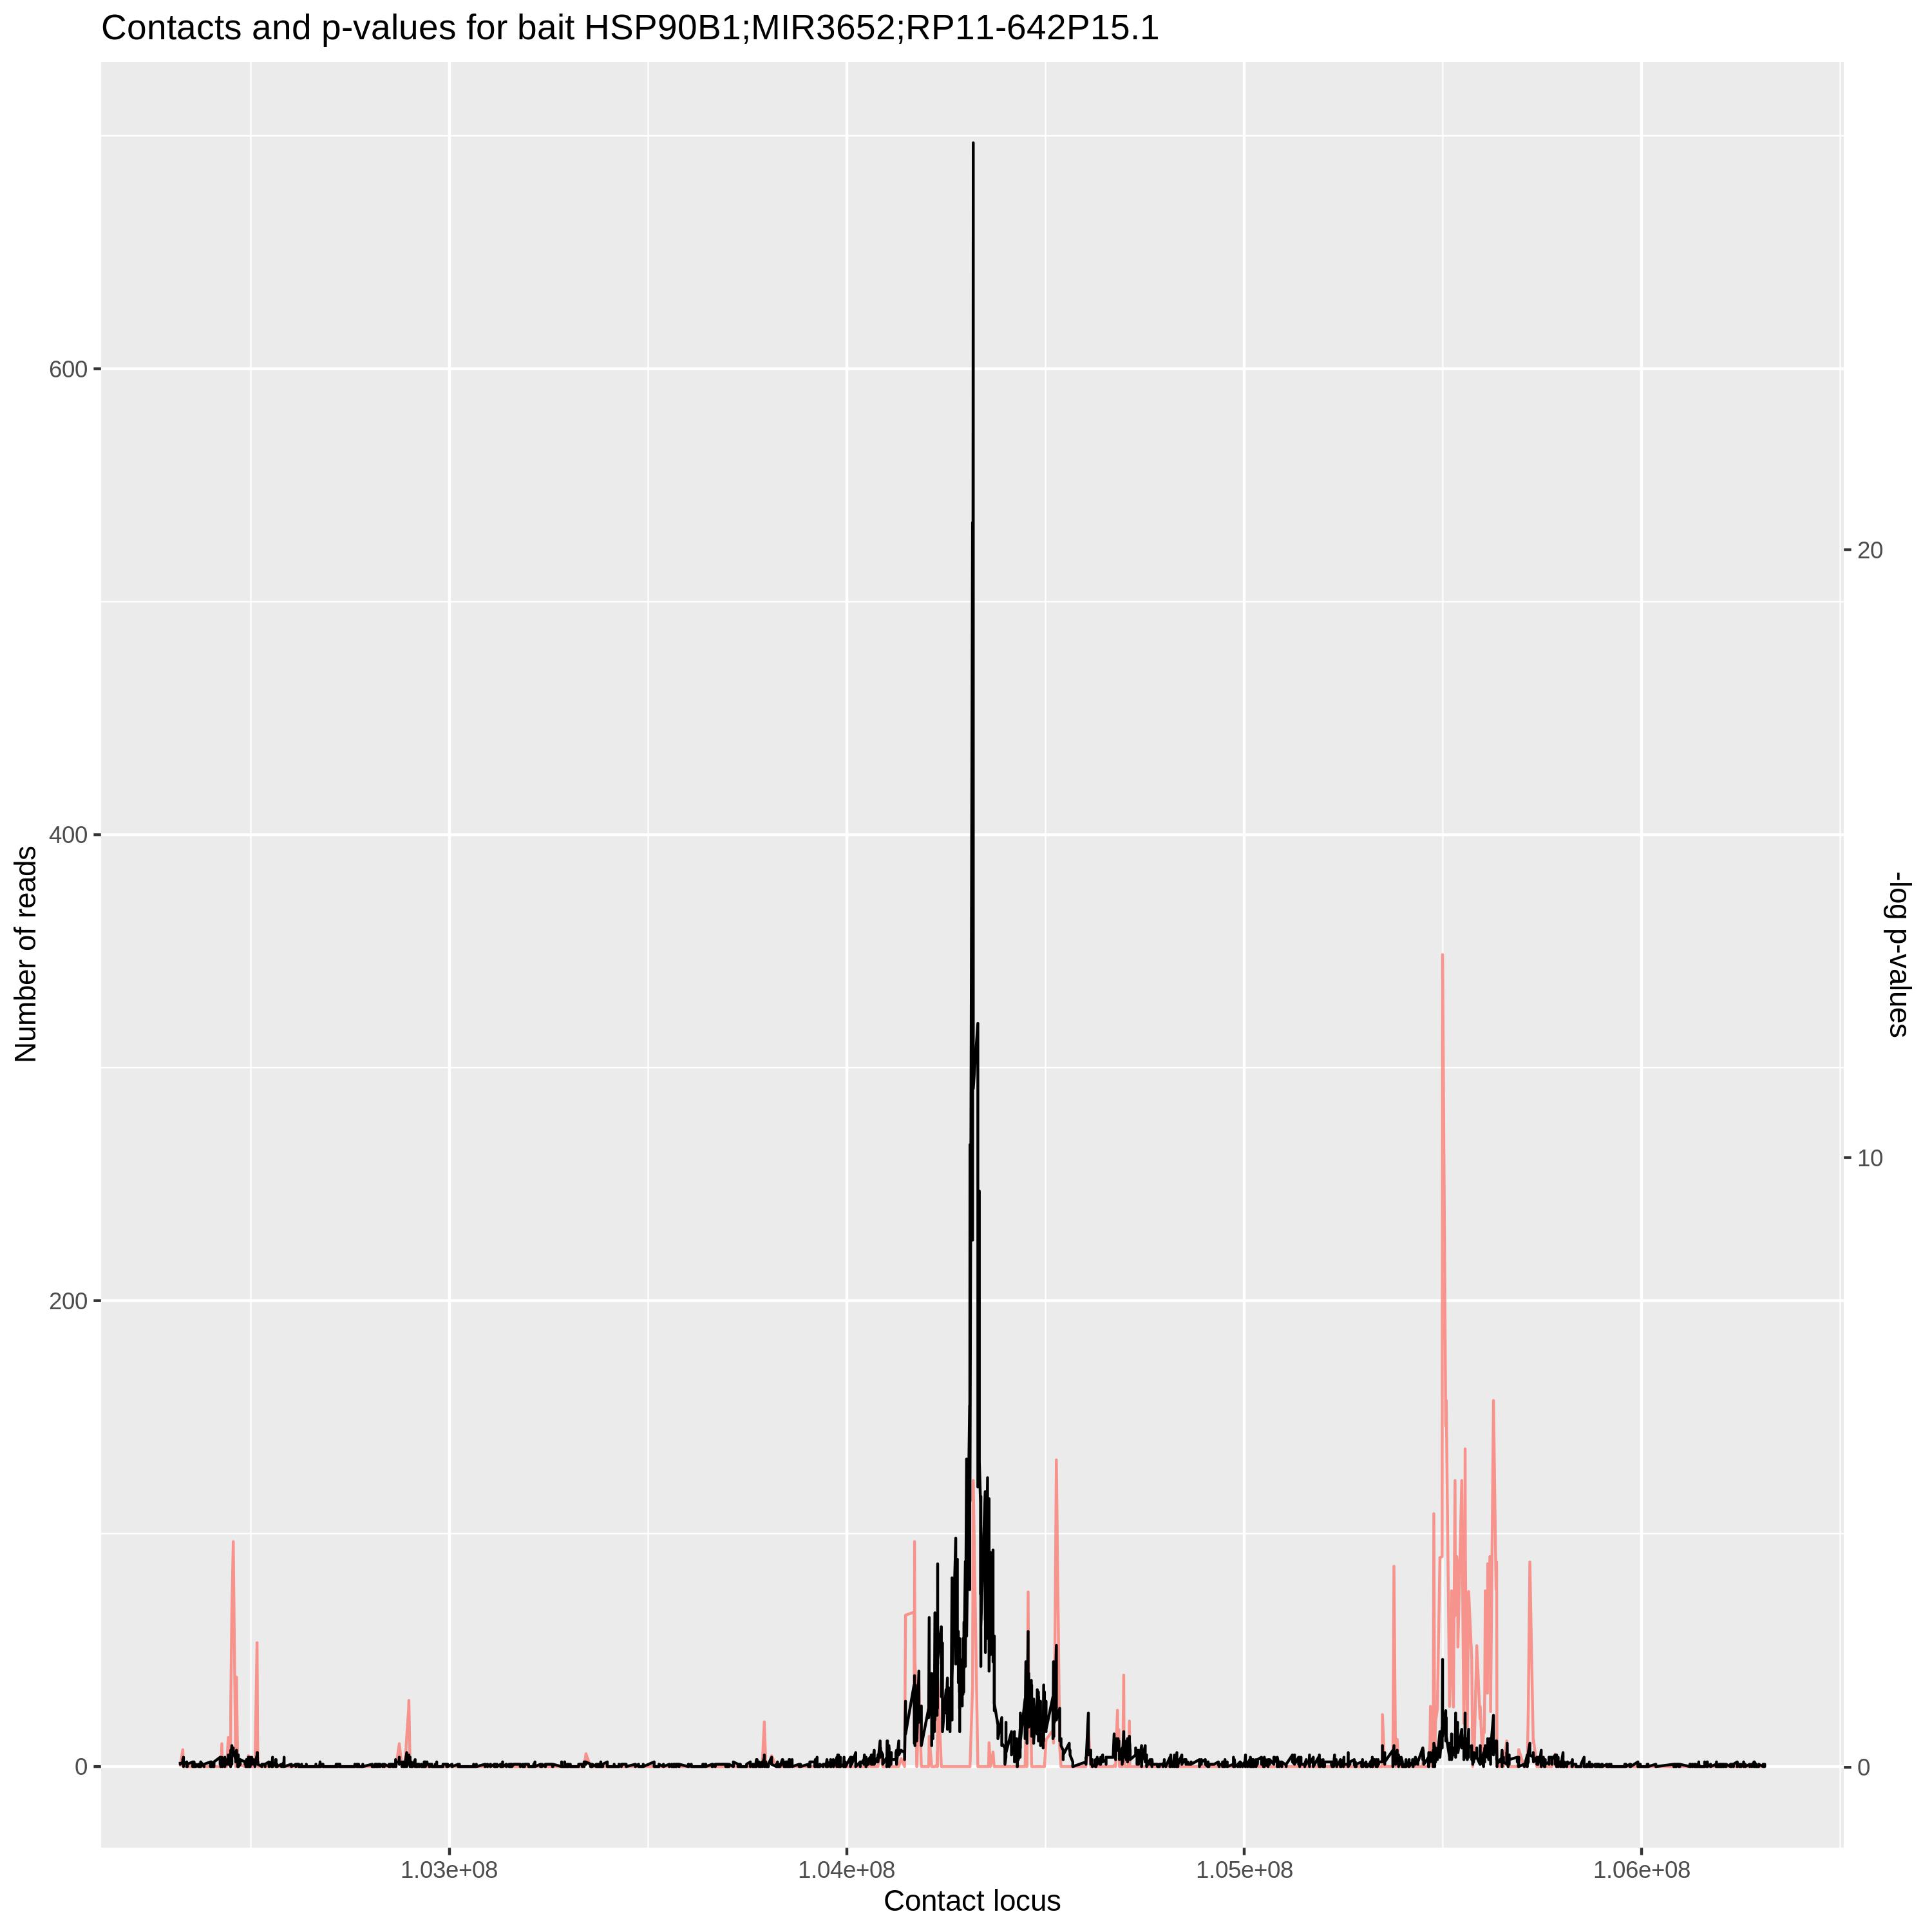 Contacts and p-values for bait HSP90B1;MIR3652;RP11-642P15.1
600
400
200
0
Number of reads
20
10
0
-log p-values
1.03e+08
1.04e+08
1.05e+08
1.06e+08
Contact locus